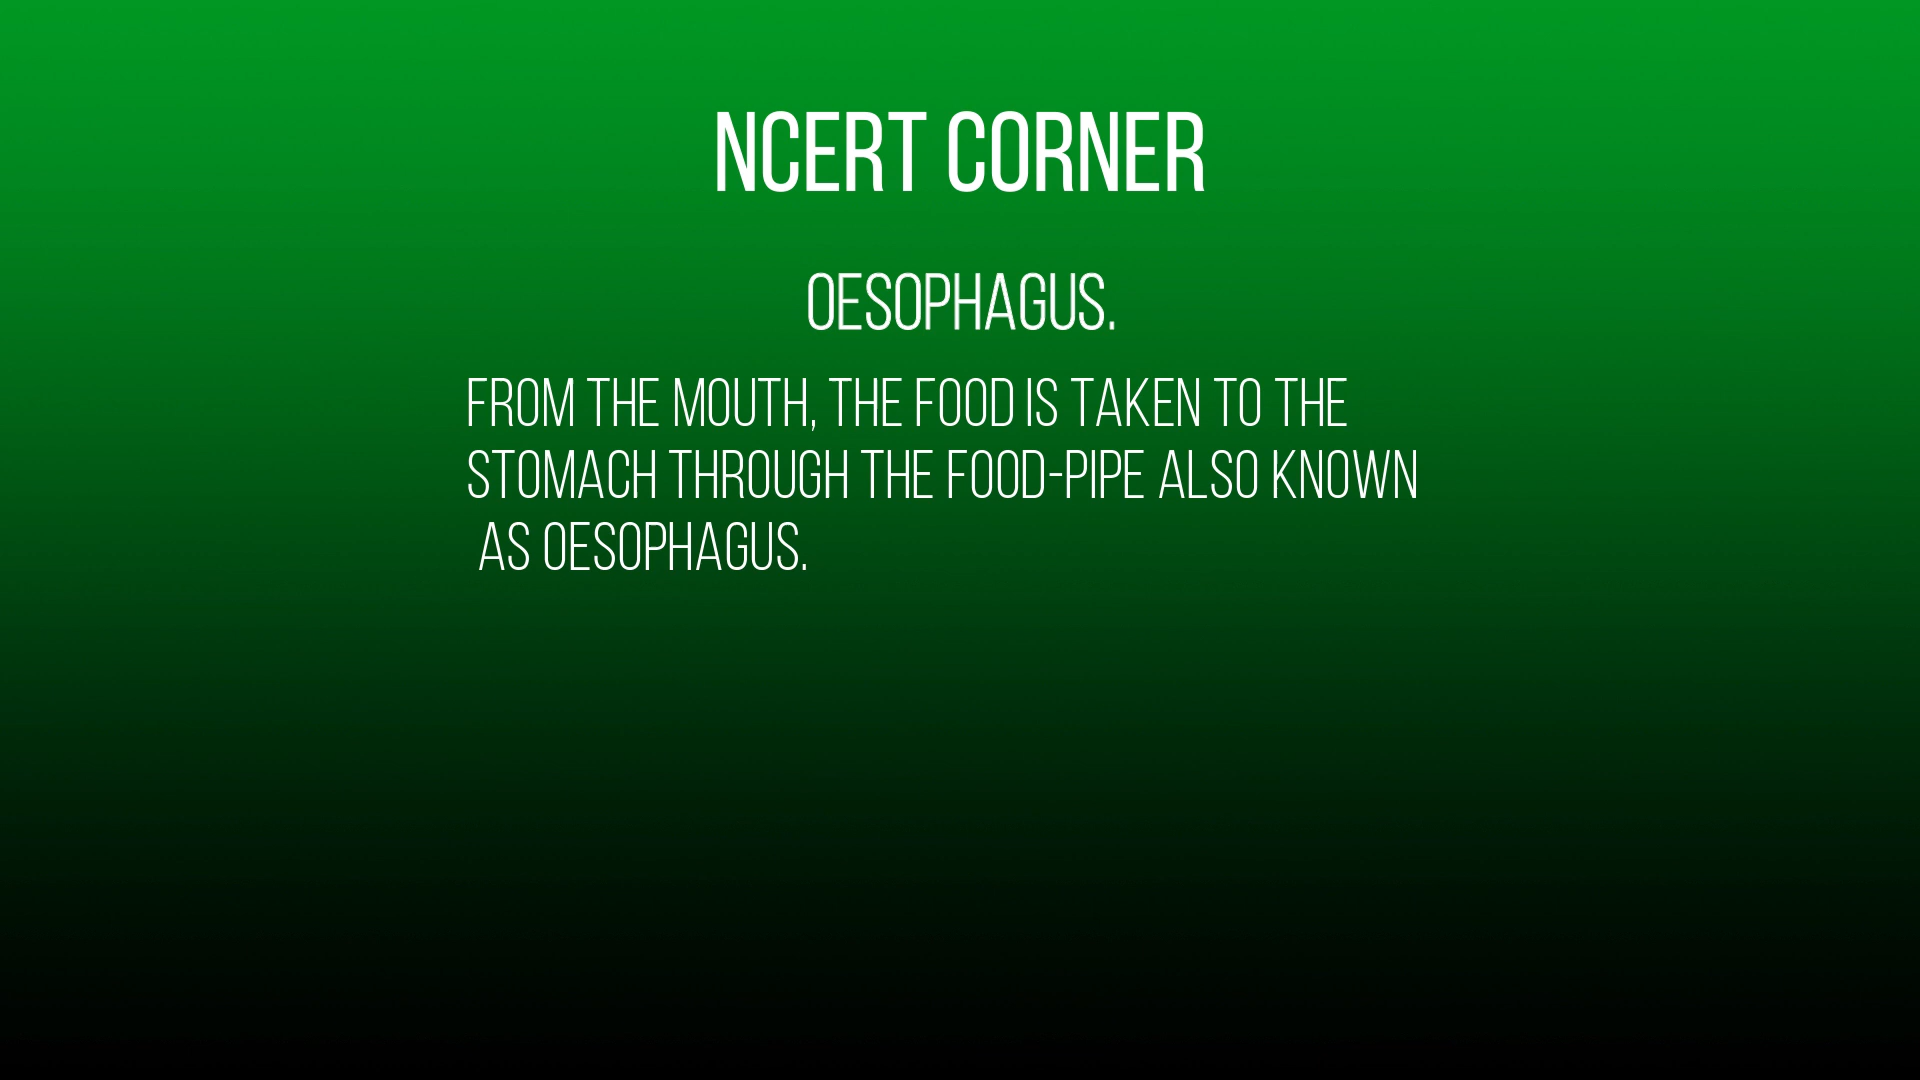 NCERT CORNER
OESOPHAGUS.
FROM THE MOUTH, THE FOOD IS TAKEN TO THE
STOMACH THROUGH THE FOOD-PIPE ALSO KNOWN
AS OESOPHAGUS.